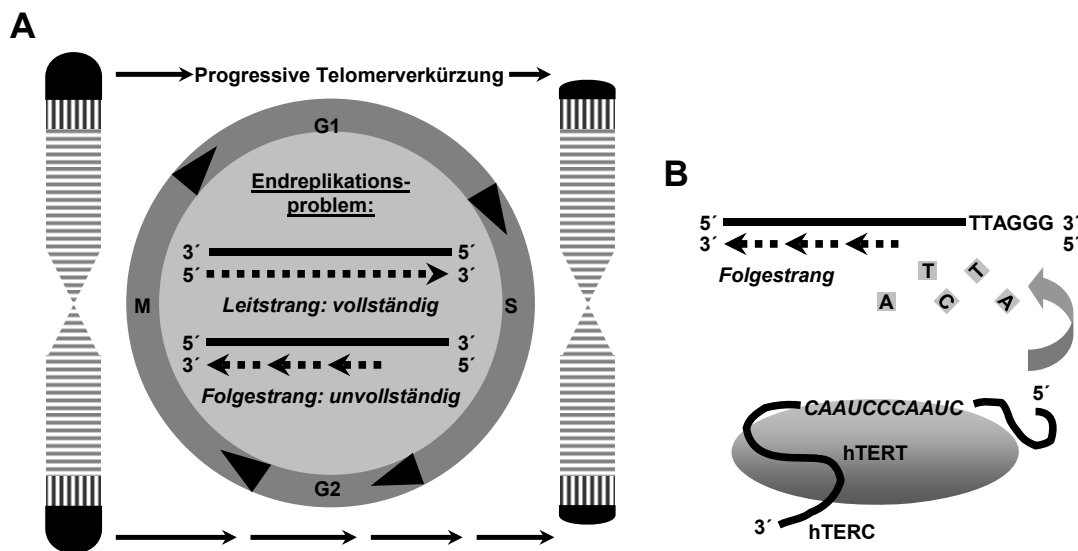 A
Progressive Telomerverkürzung
G1
Endreplikations-
problem:
3´ 5´
5´ 3´
Leitstrang: vollständig
M S
5´ 3´
3´ 5´
Folgestrang: unvollständig
G2
B
5´ TTAGGG 3´
3´ 5´
Folgestrang
T T
A C A
5´
CAAUCCCAAUC
hTERT
3´ hTERC